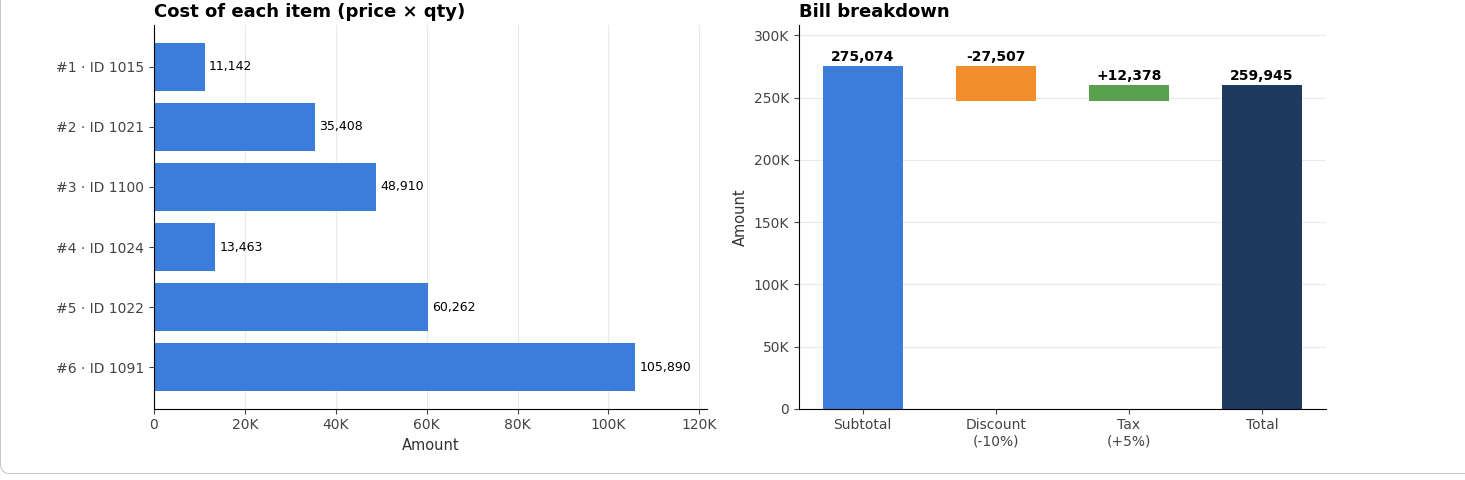 Cost of each item (price × qty)
#1 · ID 1015
11,142
#2 · ID 1021
35,408
#3 · ID 1100
48,910
#4 · ID 1024
13,463
#5 · ID 1022
60,262
#6 · ID 1091
105,890
0 20K 40K 60K 80K 100K 120K
Amount
Bill breakdown
300K
250K
200K
150K
100K
50K
0
Amount
275,074
-27,507
+12,378
259,945
Subtotal
Discount
(-10%)
Tax
(+5%)
Total